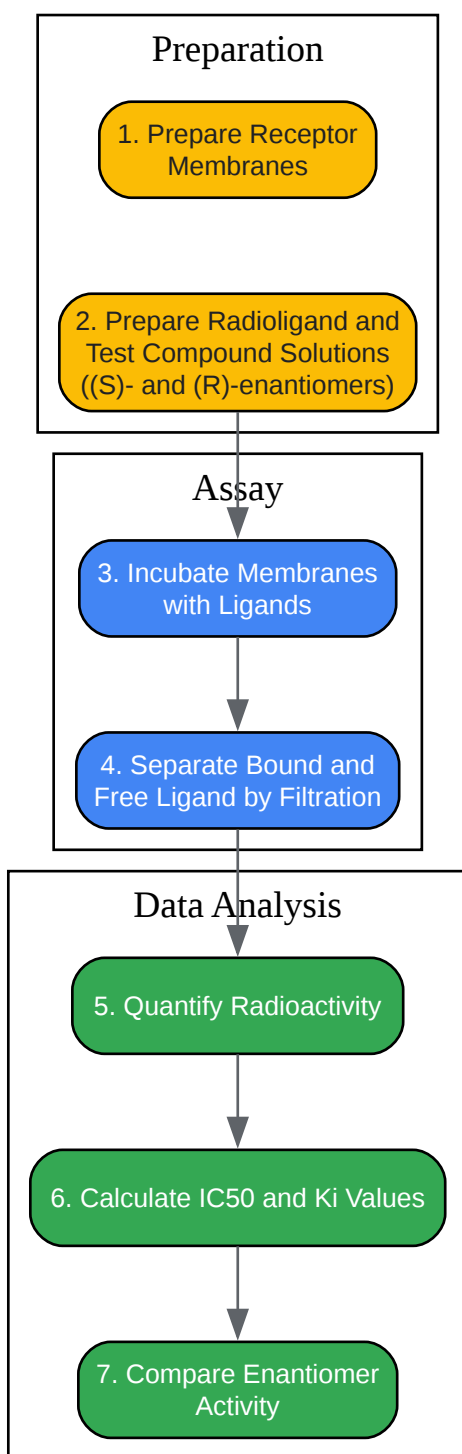 Preparation
1. Prepare Receptor
Membranes
2. Prepare Radioligand and
Test Compound Solutions
((S)- and (R)-enantiomers)
Assay
3. Incubate Membranes
with Ligands
4. Separate Bound and
Free Ligand by Filtration
Data Analysis
5. Quantify Radioactivity
6. Calculate IC50 and Ki Values
7. Compare Enantiomer
Activity